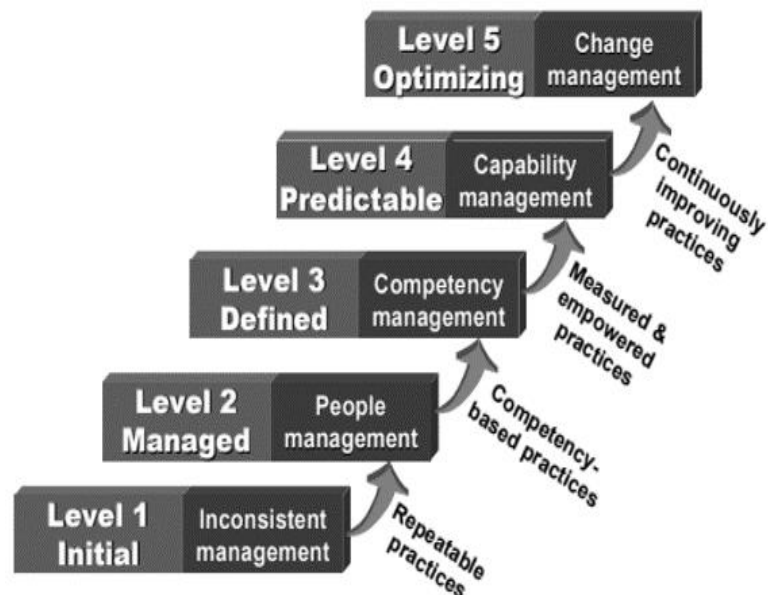 Level 5
Optimizing
Change
management
Level 4
Predictable
Capability
management
Continuously
improving
practices
Level 3
Defined
Competency
management
Measured &
empowered
practices
Level 2
Managed
People
management
Competency-
based practices
Level 1
Initial
Inconsistent
management
Repeatable
practices